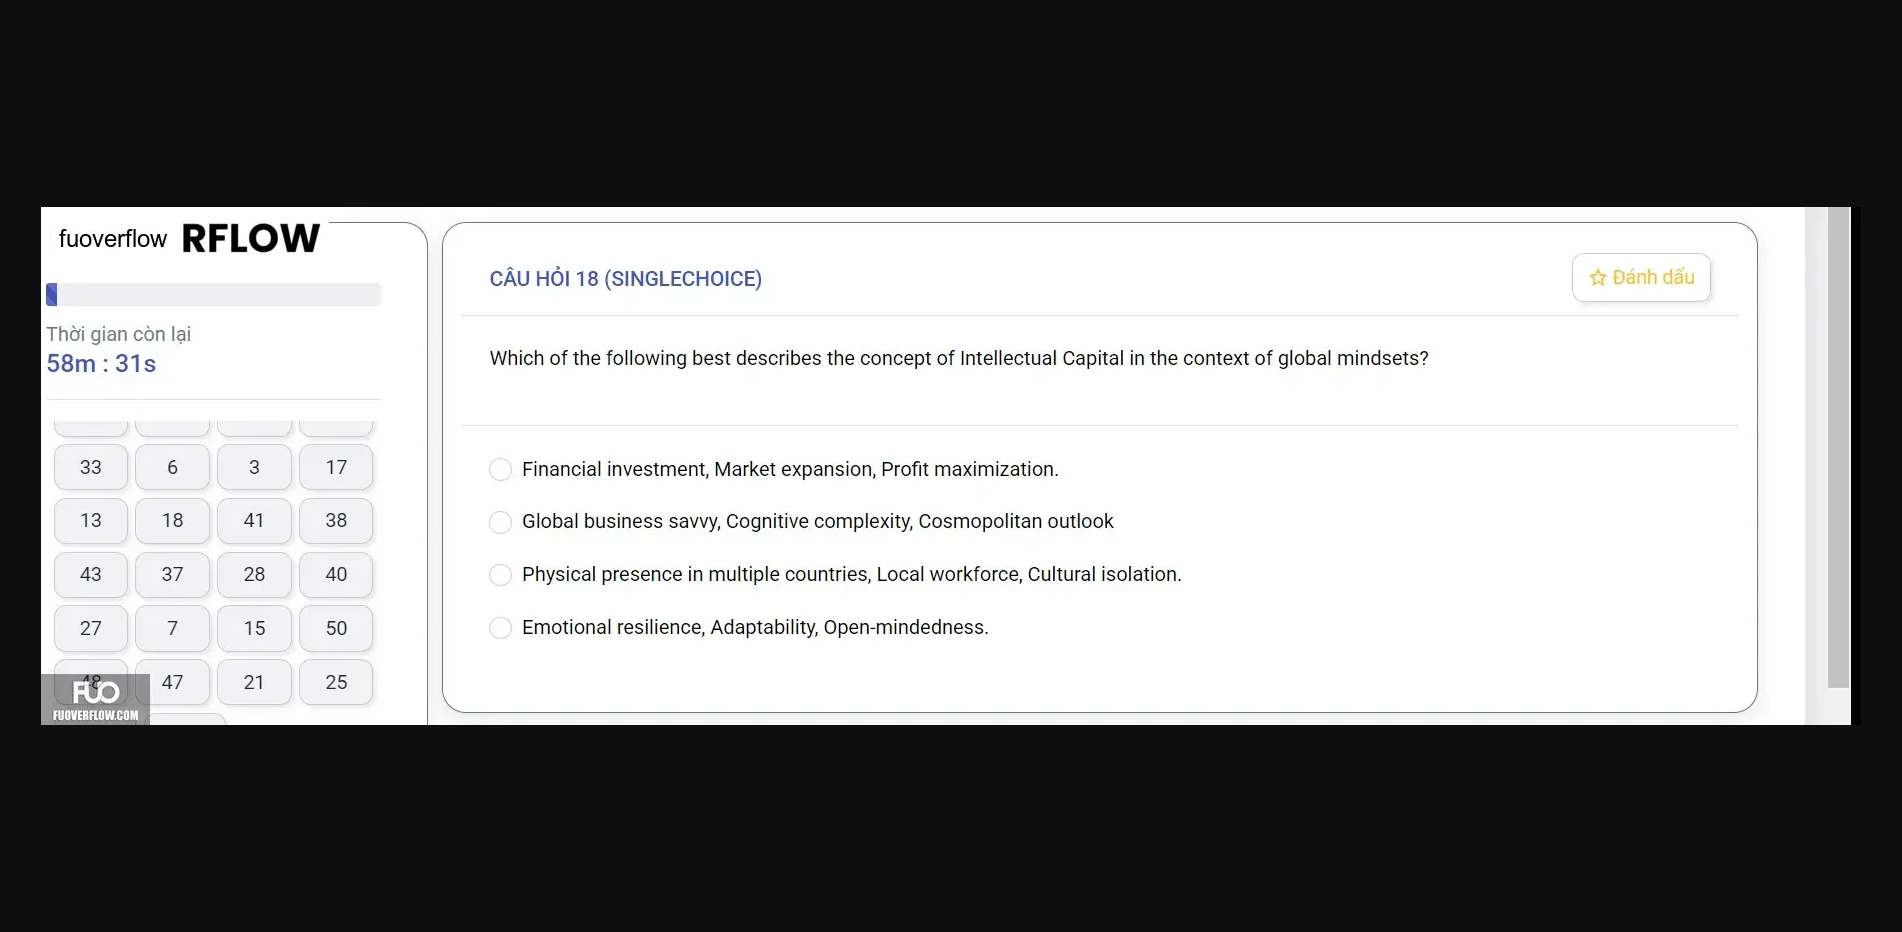 fuoverflow RFLOW
Thời gian còn lại
58m : 31s
33 6 3 17
13 18 41 38
43 37 28 40
27 7 15 50
48 47 21 25
FUO
FUOVERFLOW.COM
CÂU HỎI 18 (SINGLECHOICE)
Đánh dấu
Which of the following best describes the concept of Intellectual Capital in the context of global mindsets?
Financial investment, Market expansion, Profit maximization.
Global business savvy, Cognitive complexity, Cosmopolitan outlook
Physical presence in multiple countries, Local workforce, Cultural isolation.
Emotional resilience, Adaptability, Open-mindedness.